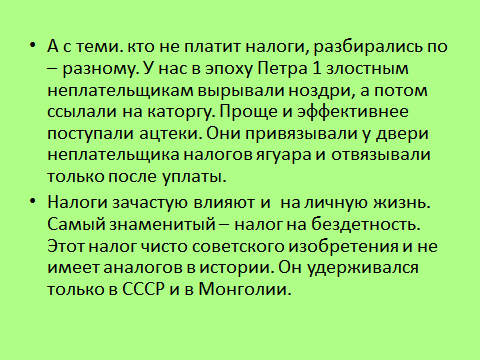 • А с теми. кто не платит налоги, разбирались по
– разному. У нас в эпоху Петра 1 злостным
неплательщикам вырывали ноздри, а потом
ссылали на каторгу. Проще и эффективнее
поступали ацтеки. Они привязывали у двери
неплательщика налогов ягуара и отвязывали
только после уплаты.
• Налоги зачастую влияют и  на личную жизнь.
Самый знаменитый – налог на бездетность.
Этот налог чисто советского изобретения и не
имеет аналогов в истории. Он удерживался
только в СССР и в Монголии.